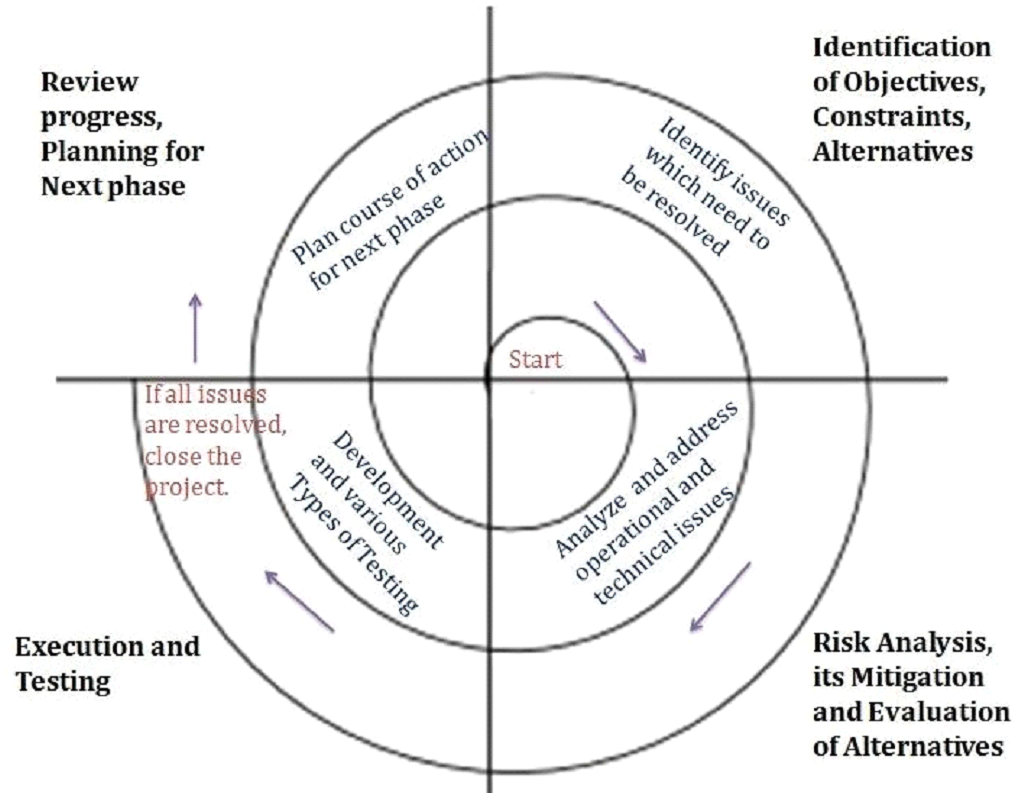 Review
progress,
Planning for
Next phase
Identification
of Objectives,
Constraints,
Alternatives
Plan course of action
for next phase
Identify issues
which need to
be resolved
Start
If all issues
are resolved,
close the
project.
Development
and various
Types of Testing
Analyze and address
operational and
technical issues
Execution and
Testing
Risk Analysis,
its Mitigation
and Evaluation
of Alternatives